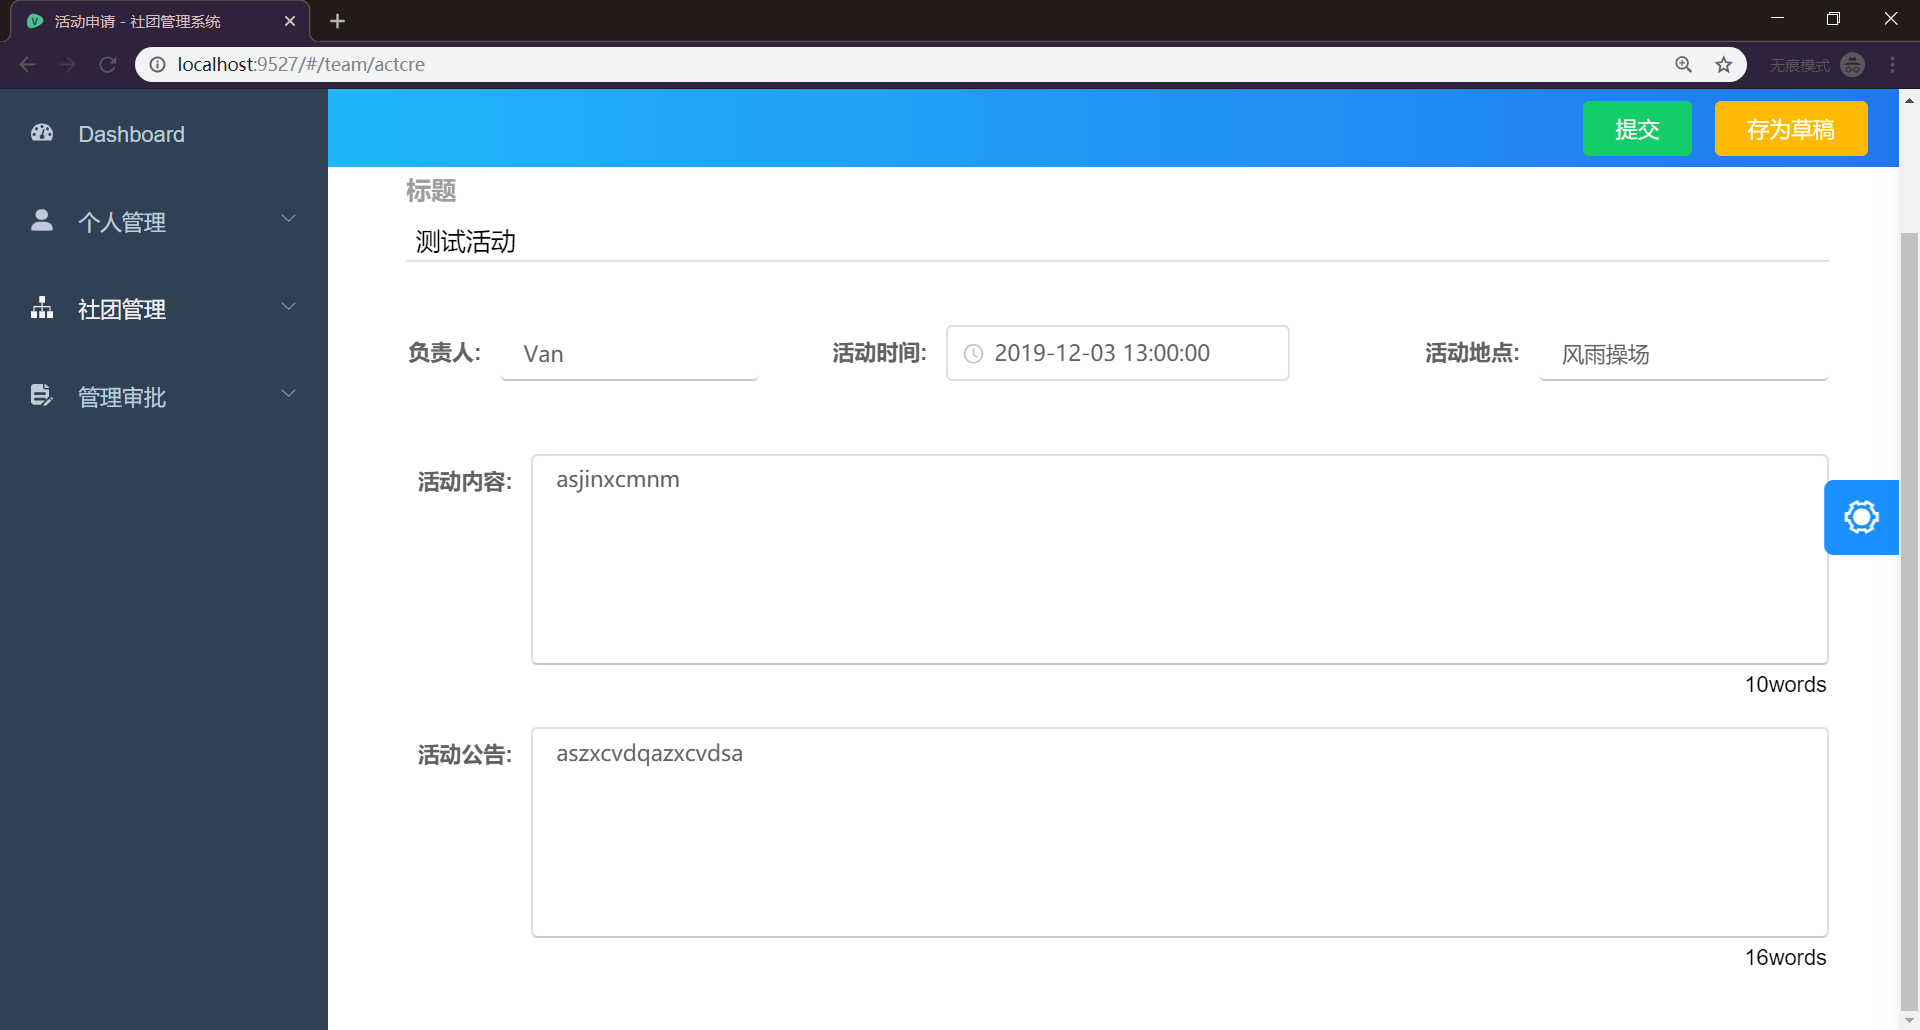 活动申请 - 社团管理系统
localhost:9527/#/team/actcre
无痕模式
Dashboard
个人管理
社团管理
管理审批
提交
存为草稿
标题
测试活动
负责人: Van
活动时间: 2019-12-03 13:00:00
活动地点: 风雨操场
活动内容: asjinxcmnm
10words
活动公告: aszxcvdqazxcvdsa
16words